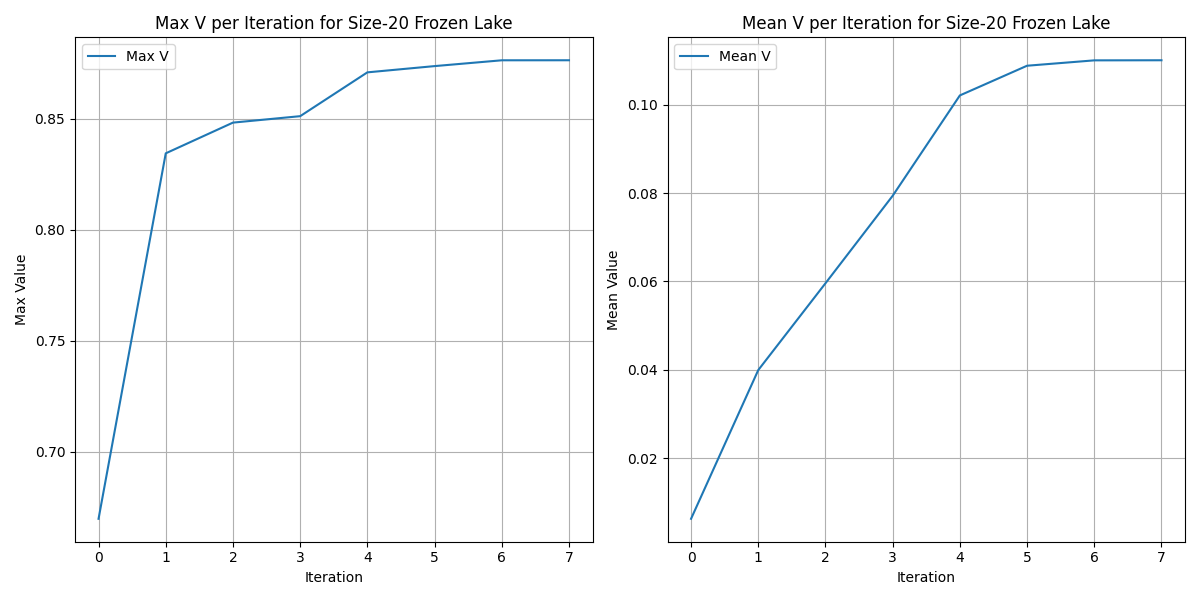 Max V per Iteration for Size-20 Frozen Lake
Max V
0.85
0.80
0.75
0.70
Max Value
0 1 2 3 4 5 6 7
Iteration
Mean V per Iteration for Size-20 Frozen Lake
Mean V
0.10
0.08
0.06
0.04
0.02
Mean Value
0 1 2 3 4 5 6 7
Iteration